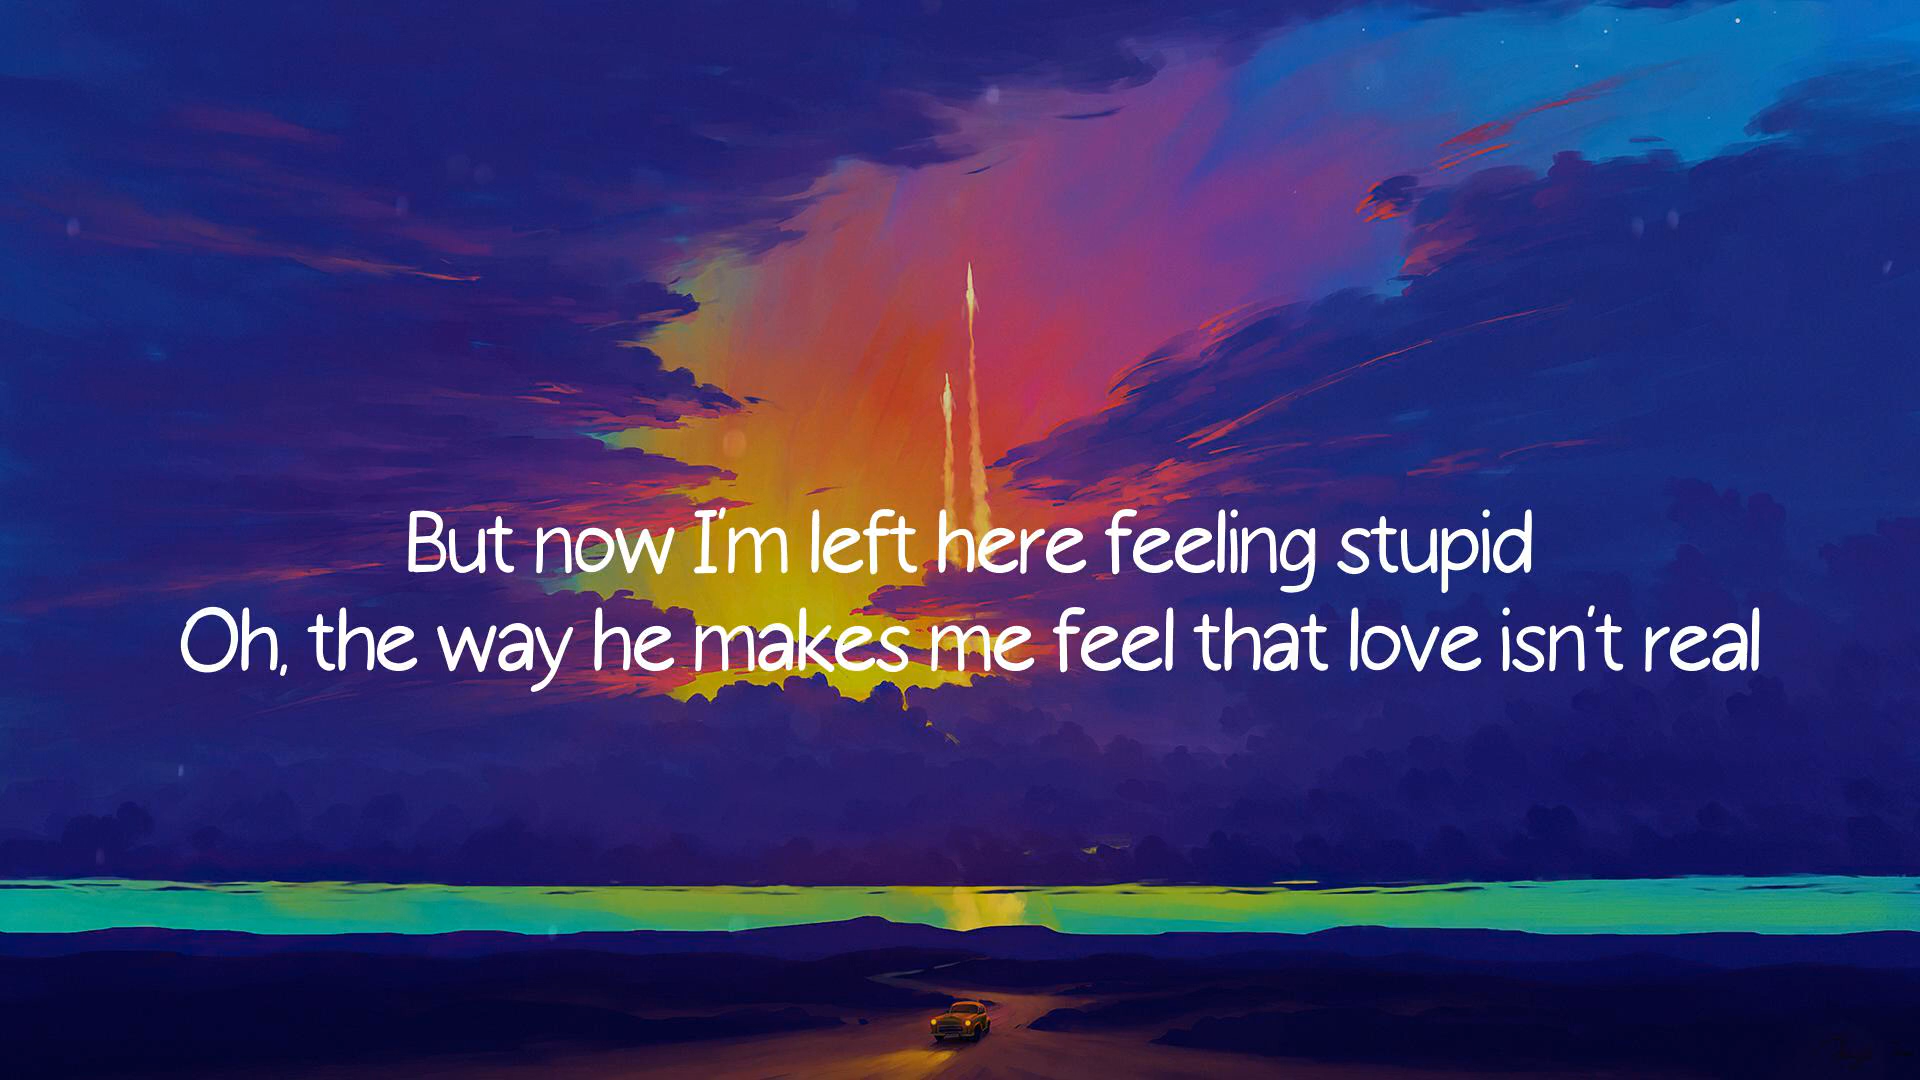 But now I'm left here feeling stupid
Oh, the way he makes me feel that love isn't real